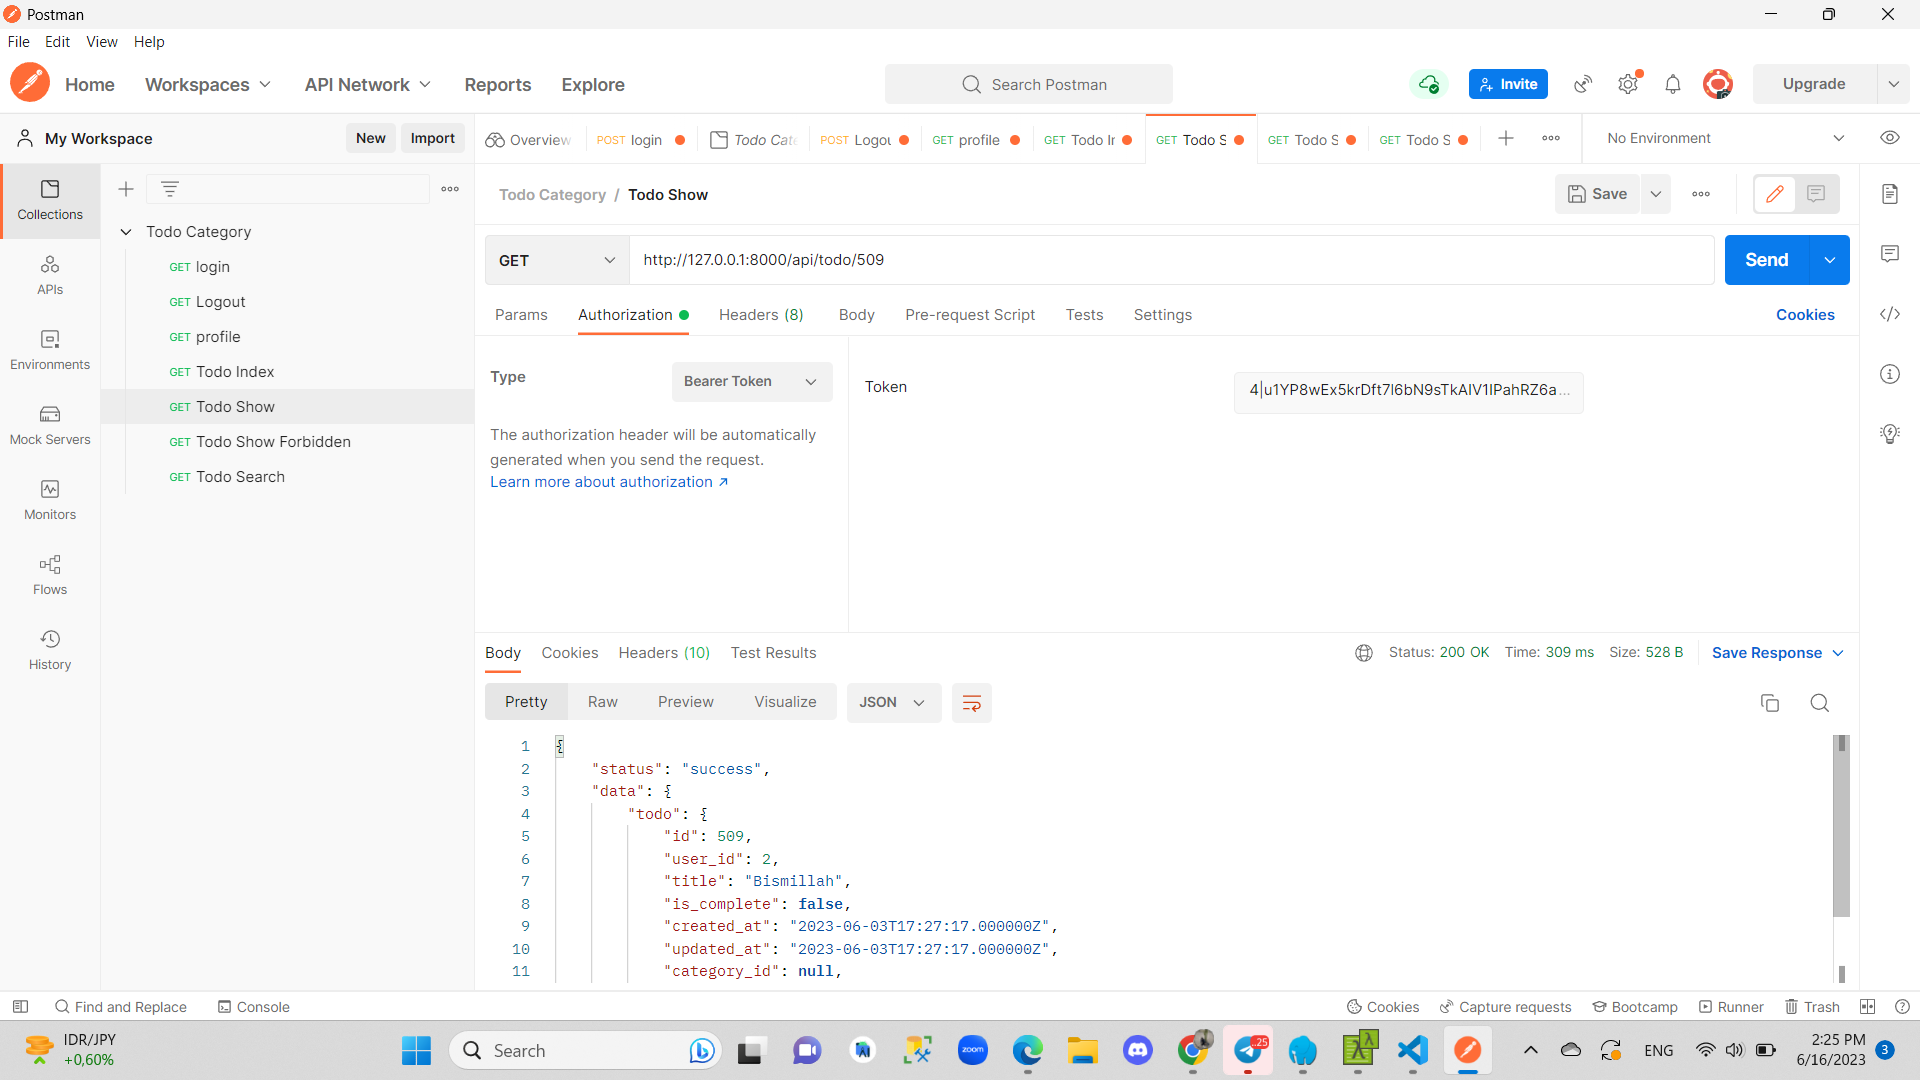 Postman
File Edit View Help
Home Workspaces API Network Reports Explore Search Postman Invite Upgrade
My Workspace New Import
Overview POST login Todo Cate POST Logou GET profile GET Todo Ir GET Todo S GET Todo S GET Todo S No Environment
Collections
APIs
Environments
Mock Servers
Monitors
Flows
History
Todo Category
GET login
GET Logout
GET profile
GET Todo Index
GET Todo Show
GET Todo Show Forbidden
GET Todo Search
Todo Category / Todo Show Save
GET http://127.0.0.1:8000/api/todo/509 Send
Params Authorization Headers (8) Body Pre-request Script Tests Settings Cookies
Type Bearer Token
The authorization header will be automatically
generated when you send the request.
Learn more about authorization ↗
Token
Body Cookies Headers (10) Test Results Status: 200 OK Time: 309 ms Size: 528 B Save Response
Pretty Raw Preview Visualize JSON
1 {
2 "status": "success",
3 "data": {
4 "todo": {
5 "id": 509,
6 "user_id": 2,
7 "title": "Bismillah",
8 "is_complete": false,
9 "created_at": "2023-06-03T17:27:17.000000Z",
10 "updated_at": "2023-06-03T17:27:17.000000Z",
11 "category_id": null,
Find and Replace Console Cookies Capture requests Bootcamp Runner Trash
IDR/JPY
+0,60%
Search
zoom
..25
ENG
2:25 PM
6/16/2023
3